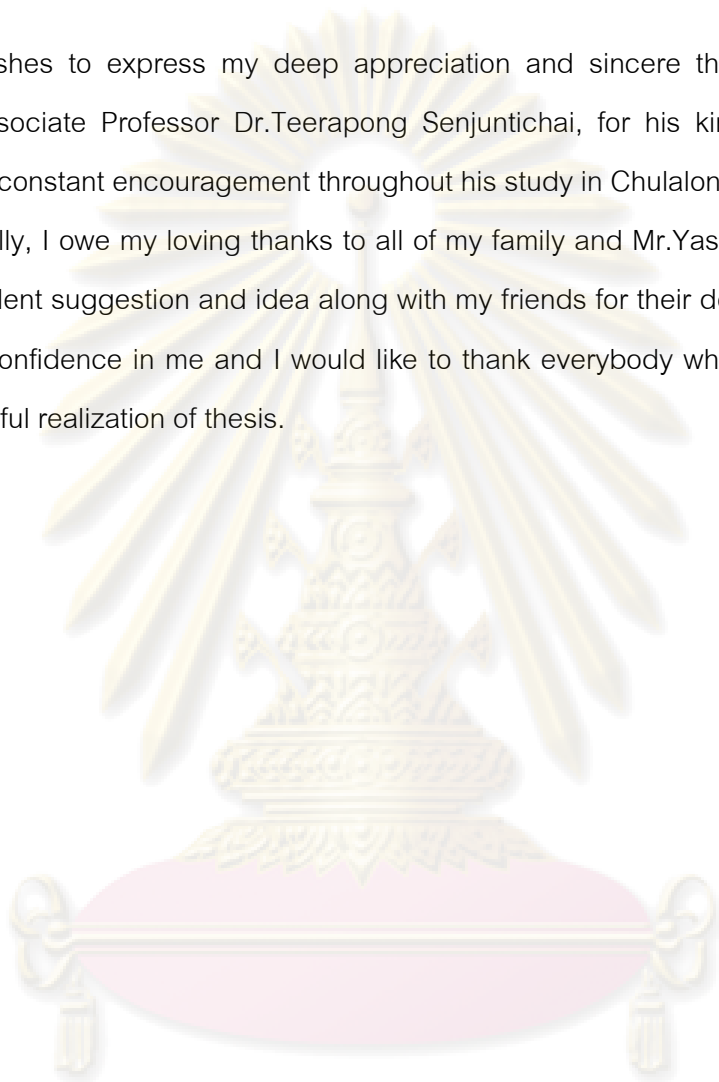 shes to express my deep appreciation and sincere th
sociate Professor Dr.Teerapong Senjuntichai, for his kin
constant encouragement throughout his study in Chulalon
lly, I owe my loving thanks to all of my family and Mr.Yas
lent suggestion and idea along with my friends for their de
onfidence in me and I would like to thank everybody wh
ful realization of thesis.